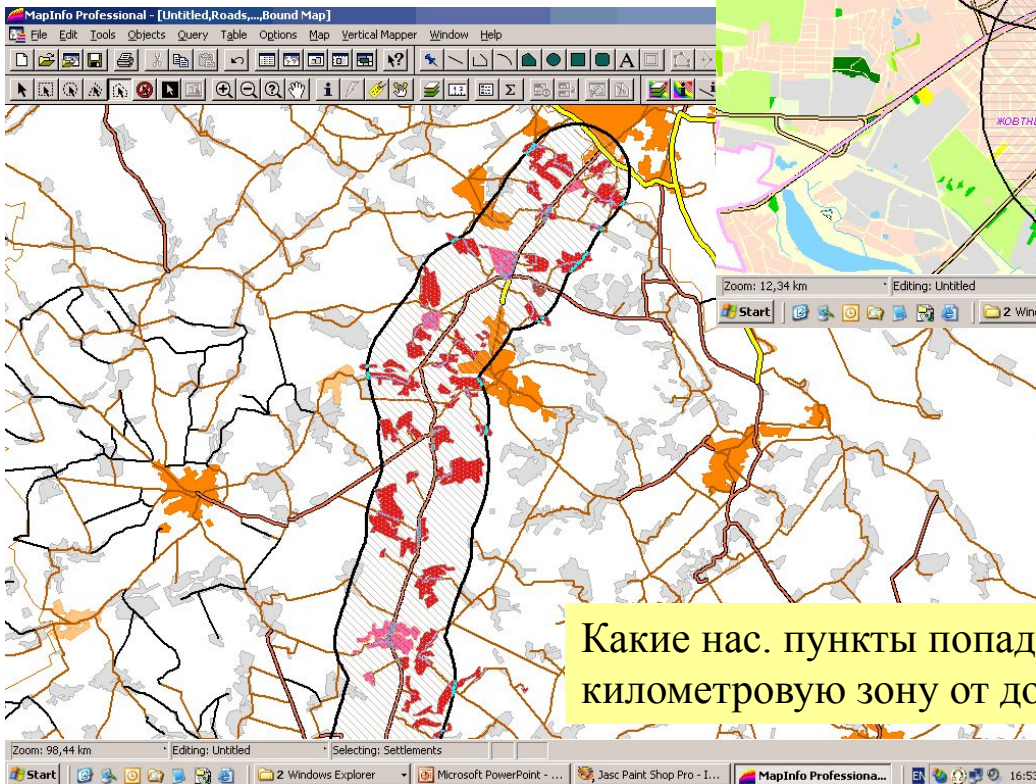 MapInfo Professional - [Untitled,Roads,...,Bound Map]
File Edit Tools Objects Query Table Options Map Vertical Mapper Window Help
ЖОВТН
Zoom: 12,34 km Editing: Untitled
Start 2 Win
Какие нас. пункты попад
километровую зону от до
Zoom: 98,44 km Editing: Untitled Selecting: Settlements
Start 2 Windows Explorer Microsoft PowerPoint - ... Jasc Paint Shop Pro - I... MapInfo Professiona... EN 16:55